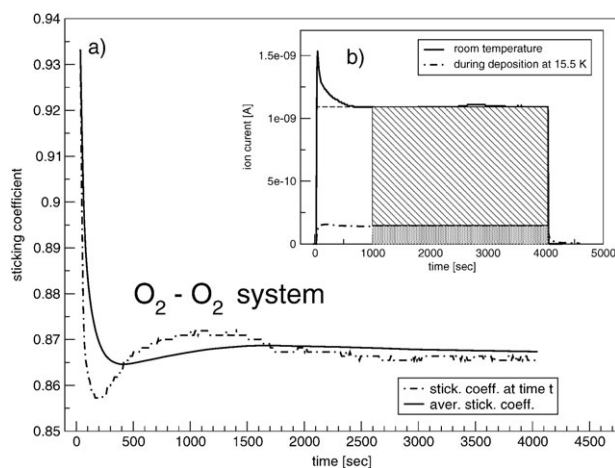 a)
sticking coefficient
0.94
0.93
0.92
0.91
0.9
0.89
0.88
0.87
0.86
0.85
0 500 1000 1500 2000 2500 3000 3500 4000 4500
time [sec]
O2 - O2 system
stick. coeff. at time t
aver. stick. coeff.
b)
room temperature
during deposition at 15.5 K
ion current [A]
1.5e-09
1e-09
5e-10
0
0 1000 2000 3000 4000 5000
time [sec]